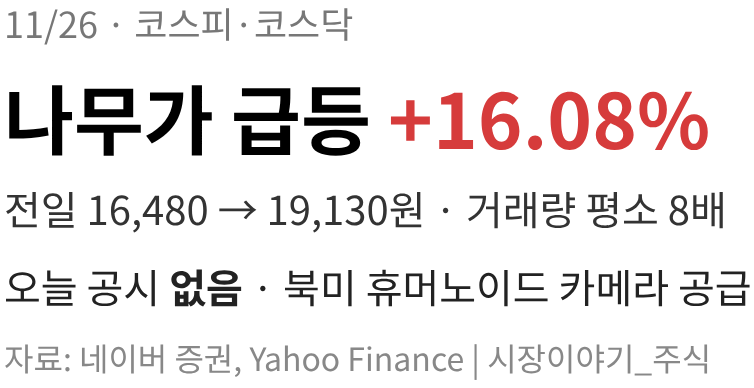 11/26 · 코스피·코스닥
나무가 급등 +16.08%
전일 16,480 → 19,130원 · 거래량 평소 8배
오늘 공시 없음 · 북미 휴머노이드 카메라 공급
자료: 네이버 증권, Yahoo Finance | 시장이야기_주식